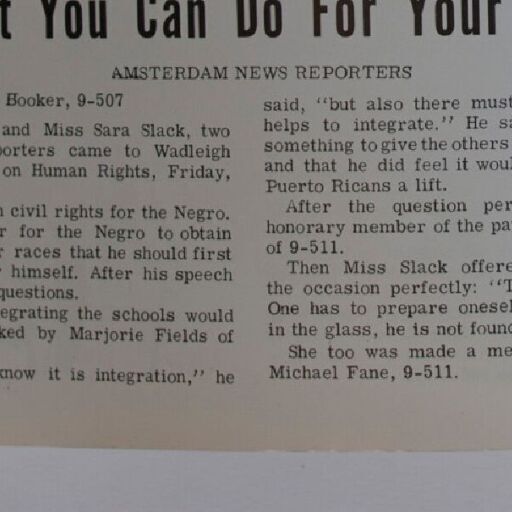 t You Can Do For Your
AMSTERDAM NEWS REPORTERS
Booker, 9-507
and Miss Sara Slack, two
porters came to Wadleigh
on Human Rights, Friday,
n civil rights for the Negro.
r for the Negro to obtain
r races that he should first
himself. After his speech
questions.
egrating the schools would
ked by Marjorie Fields of
know it is integration," he
said, "but also there must
helps to integrate." He sa
something to give the others
and that he did feel it woul
Puerto Ricans a lift.
After the question per
honorary member of the pa
of 9-511.
Then Miss Slack offere
the occasion perfectly: "T
One has to prepare onesel
in the glass, he is not found
She too was made a me
Michael Fane, 9-511.